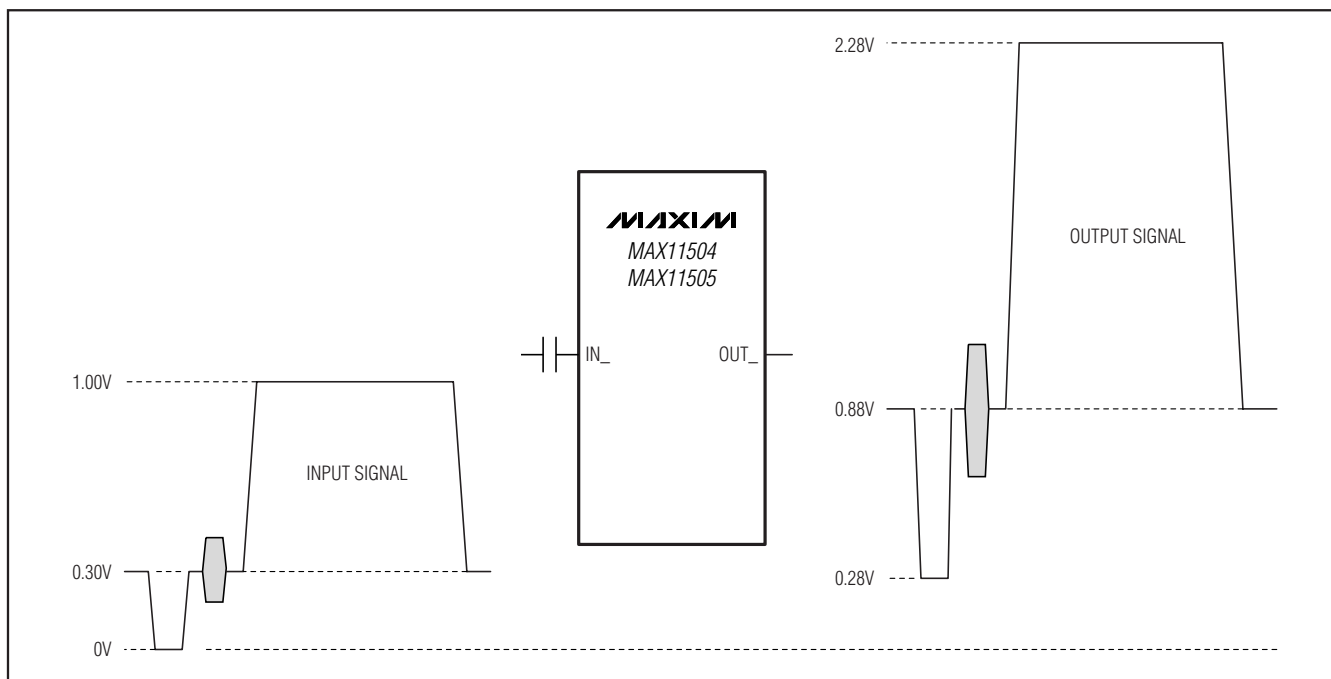 2.28V
MAXIM
MAX11504
MAX11505
OUTPUT SIGNAL
IN_ OUT_
1.00V
0.88V
INPUT SIGNAL
0.30V
0.28V
0V